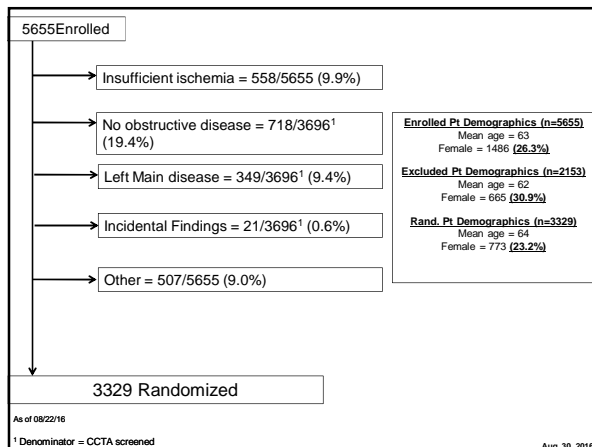 5655Enrolled
Insufficient ischemia = 558/5655 (9.9%)
No obstructive disease = 718/3696¹
(19.4%)
Left Main disease = 349/3696¹ (9.4%)
Incidental Findings = 21/3696¹ (0.6%)
Other = 507/5655 (9.0%)
3329 Randomized
Enrolled Pt Demographics (n=5655)
Mean age = 63
Female = 1486 (26.3%)
Excluded Pt Demographics (n=2153)
Mean age = 62
Female = 665 (30.9%)
Rand. Pt Demographics (n=3329)
Mean age = 64
Female = 773 (23.2%)
As of 08/22/16
¹ Denominator = CCTA screened
Aug 30, 2016